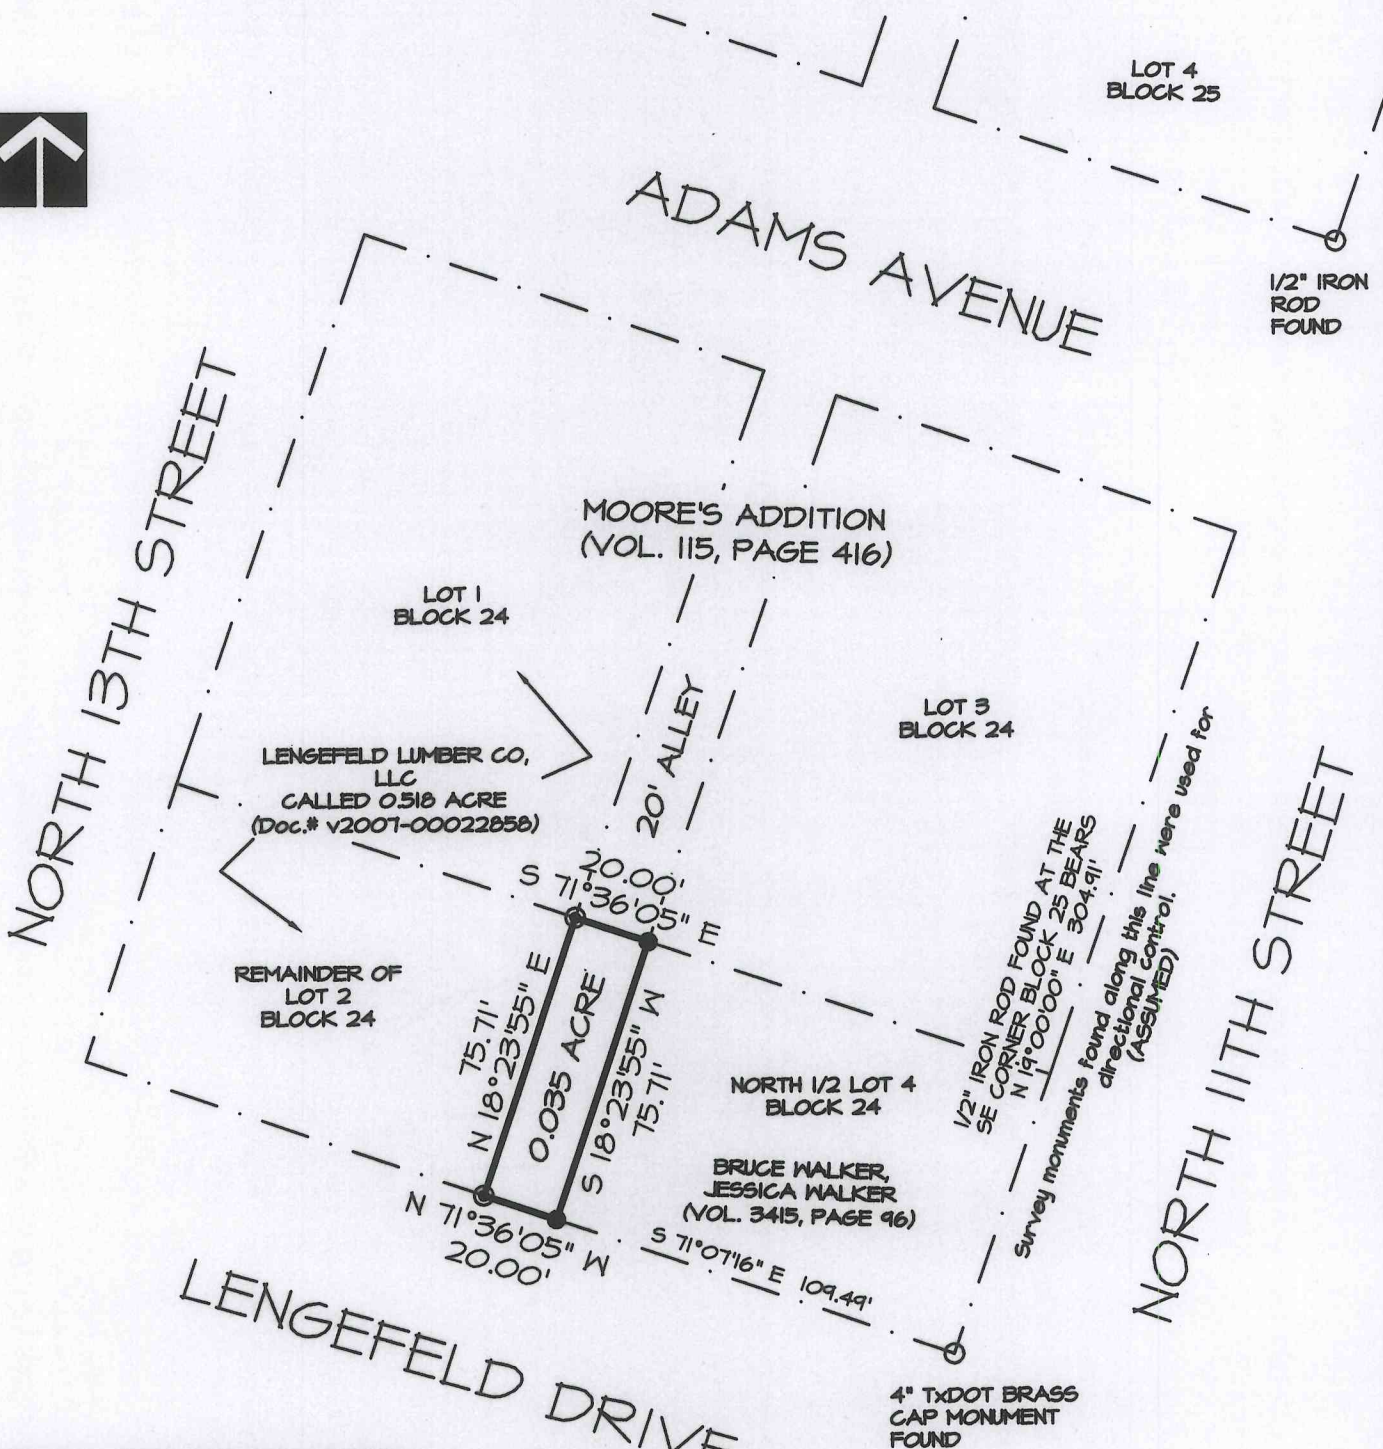 LOT 4
BLOCK 25
ADAMS AVENUE
1/2" IRON
ROD
FOUND
NORTH 13TH STREET
MOORE'S ADDITION
(VOL. 115, PAGE 416)
LOT 1
BLOCK 24
20' ALLEY
LOT 3
BLOCK 24
LENGEFELD LUMBER CO,
LLC
CALLED 0.518 ACRE
(Doc.# v2007-00022858)
20.00'
S 71°36'05" E
1/2" IRON ROD FOUND AT THE
SE CORNER BLOCK 25 BEARS
N 19°00'00" E 304.91'
Survey monuments found along this line were used for
directional control.
(ASSUMED)
NORTH 11TH STREET
REMAINDER OF
LOT 2
BLOCK 24
75.71'
N 18°23'55" E
0.035 ACRE
S 18°23'55" W
75.71'
NORTH 1/2 LOT 4
BLOCK 24
BRUCE WALKER,
JESSICA WALKER
(VOL. 3415, PAGE 96)
N 71°36'05" W
20.00'
S 71°07'16" E 109.49'
LENGEFELD DRIVE
4" TxDOT BRASS
CAP MONUMENT
FOUND